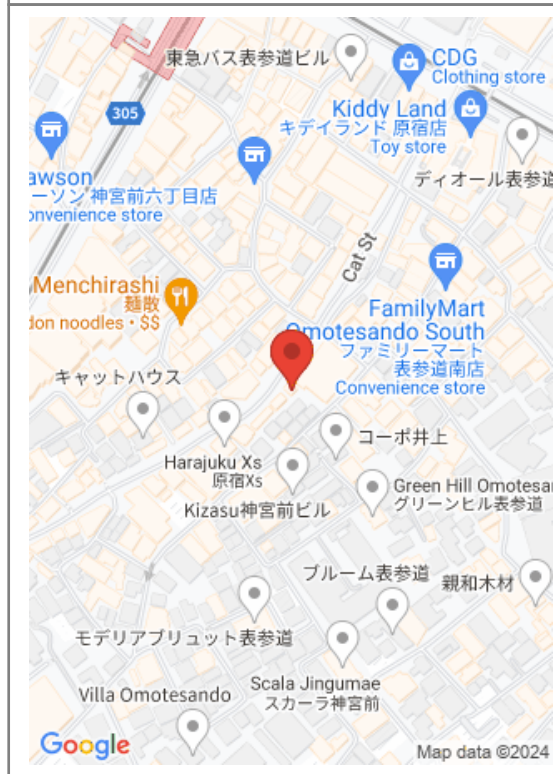 東急バス表参道ビル
CDG
Clothing store
305
Kiddy Land
キデイランド 原宿店
Toy store
ディオール表参道
awson
ーソン 神宮前六丁目店
onvenience store
Cat St
Menchirashi
麺散
don noodles・$$
FamilyMart
Omotesando South
ファミリーマート
表参道南店
Convenience store
キャットハウス
コーポ井上
Harajuku Xs
原宿Xs
Green Hill Omotesan
グリーンヒル表参道
Kizasu神宮前ビル
ブルーム表参道
親和木材
モデリアブリュット表参道
Scala Jingumae
スカーラ神宮前
Villa Omotesando
Google
Map data ©2024